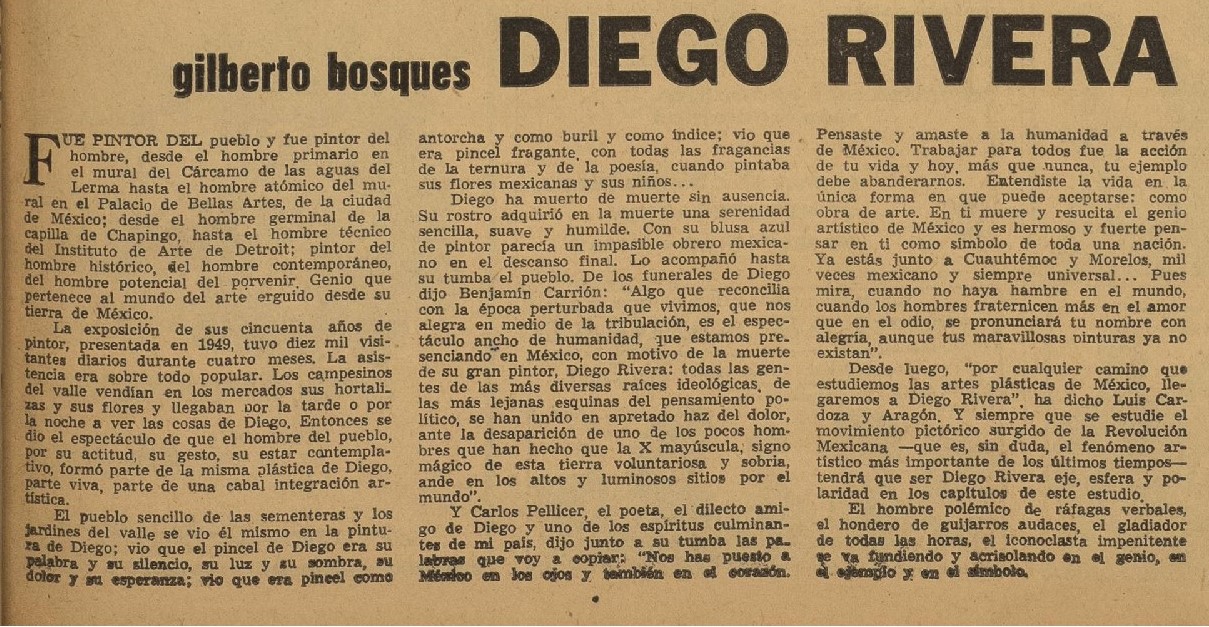 gilberto bosques DIEGO RIVERA
FUE PINTOR DEL pueblo y fue pintor del
hombre, desde el hombre primario en
el mural del Cárcamo de las aguas del
Lerma hasta el hombre atómico del mu-
ral en el Palacio de Bellas Artes, de la ciudad
de México; desde el hombre germinal de la
capilla de Chapingo, hasta el hombre técnico
del Instituto de Arte de Detroit; pintor del
hombre histórico, del hombre contemporáneo,
del hombre potencial del porvenir. Genio que
pertenece al mundo del arte erguido desde su
tierra de México.
La exposición de sus cincuenta años de
pintor, presentada en 1949, tuvo diez mil visi-
tantes diarios durante cuatro meses. La asis-
tencia era sobre todo popular. Los campesinos
del valle vendían en los mercados sus hortali-
zas y sus flores y llegaban por la tarde o por
la noche a ver las cosas de Diego. Entonces se
dio el espectáculo de que el hombre del pueblo,
por su actitud, su gesto, su estar contempla-
tivo, formó parte de la misma plástica de Diego,
parte viva, parte de una cabal integración ar-
tística.
El pueblo sencillo de las sementeras y los
jardines del valle se vio él mismo en la pintu-
ra de Diego; vio que el pincel de Diego era su
palabra y su silencio, su luz y su sombra, su
dolor y su esperanza; vio que era pincel como
antorcha y como buril y como índice; vio que
era pincel fragante, con todas las fragancias
de la ternura y de la poesía, cuando pintaba
sus flores mexicanas y sus niños...
Diego ha muerto de muerte sin ausencia.
Su rostro adquirió en la muerte una serenidad
sencilla, suave y humilde. Con su blusa azul
de pintor parecía un impasible obrero mexica-
no en el descanso final. Lo acompañó hasta
su tumba el pueblo. De los funerales de Diego
dijo Benjamín Carrión: "Algo que reconcilia
con la época perturbada que vivimos, que nos
alegra en medio de la tribulación, es el espec-
táculo ancho de humanidad, que estamos pre-
senciando en México, con motivo de la muerte
de su gran pintor, Diego Rivera: todas las gen-
tes de las más diversas raíces ideológicas, de
las más lejanas esquinas del pensamiento po-
lítico, se han unido en apretado haz del dolor,
ante la desaparición de uno de los pocos hom-
bres que han hecho que la X mayúscula, signo
mágico de esta tierra voluntariosa y sobria,
ande en los altos y luminosos sitios por el
mundo".
Y Carlos Pellicer, el poeta, el dilecto ami-
go de Diego y uno de los espíritus culminan-
tes de mi país, dijo junto a su tumba las pa-
labras que voy a copiar: "Nos has puesto a
México en los ojos y también en el corazón.
Pensaste y amaste a la humanidad a través
de México. Trabajar para todos fue la acción
de tu vida y hoy, más que nunca, tu ejemplo
debe abanderarnos. Entendiste la vida en la
única forma en que puede aceptarse: como
obra de arte. En ti muere y resucita el genio
artístico de México y es hermoso y fuerte pen-
sar en ti como símbolo de toda una nación.
Ya estás junto a Cuauhtémoc y Morelos, mil
veces mexicano y siempre universal... Pues
mira, cuando no haya hambre en el mundo,
cuando los hombres fraternicen más en el amor
que en el odio, se pronunciará tu nombre con
alegría, aunque tus maravillosas pinturas ya no
existan".
Desde luego, "por cualquier camino que
estudiemos las artes plásticas de México, lle-
garemos a Diego Rivera", ha dicho Luis Car-
doza y Aragón. Y siempre que se estudie el
movimiento pictórico surgido de la Revolución
Mexicana —que es, sin duda, el fenómeno ar-
tístico más importante de los últimos tiempos—
tendrá que ser Diego Rivera eje, esfera y po-
laridad en los capítulos de este estudio.
El hombre polémico de ráfagas verbales,
el hondero de guijarros audaces, el gladiador
de todas las horas, el iconoclasta impenitente
se va fundiendo y acrisolando en el genio, en
el ejemplo y en el símbolo.